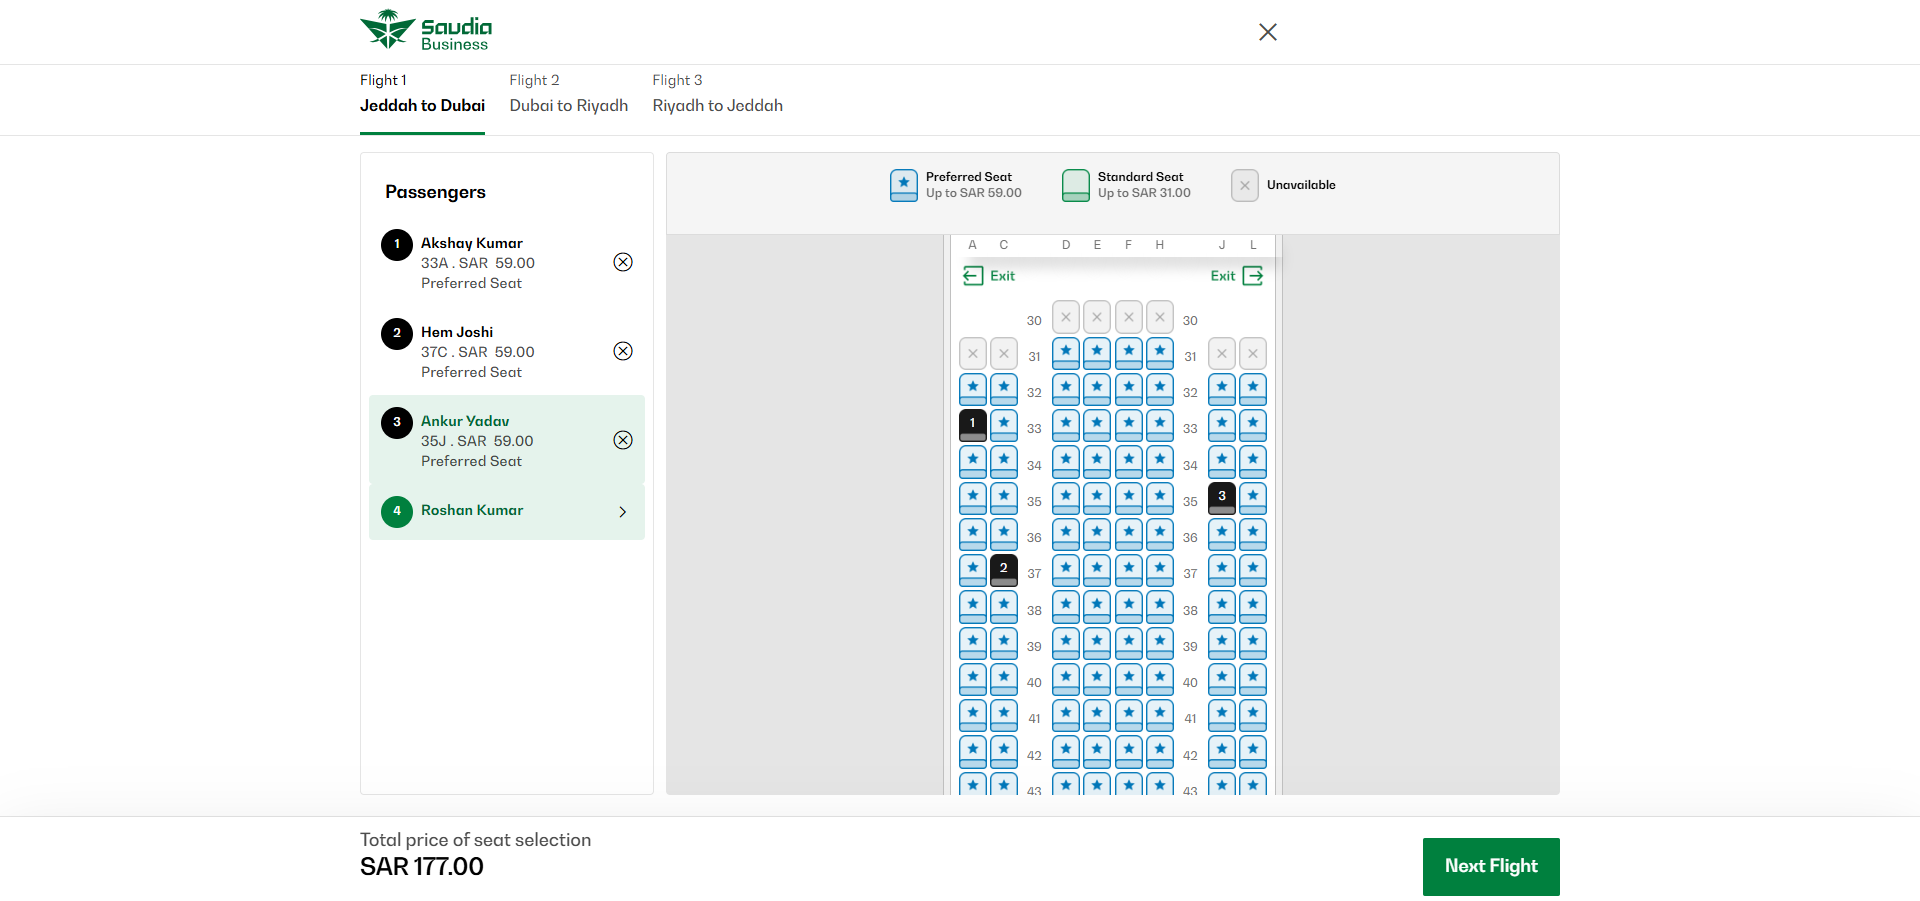 Saudia
Business
Flight 1
Jeddah to Dubai
Flight 2
Dubai to Riyadh
Flight 3
Riyadh to Jeddah
Passengers
1
Akshay Kumar
33A . SAR 59.00
Preferred Seat
2
Hem Joshi
37C . SAR 59.00
Preferred Seat
3
Ankur Yadav
35J . SAR 59.00
Preferred Seat
4
Roshan Kumar
Preferred Seat
Up to SAR 59.00
Standard Seat
Up to SAR 31.00
Unavailable
A C D E F H J L
Exit Exit
30 30
31 31
32 32
1 33 33
34 34
35 35 3
36 36
2 37 37
38 38
39 39
40 40
41 41
42 42
43 43
Total price of seat selection
SAR 177.00
Next Flight